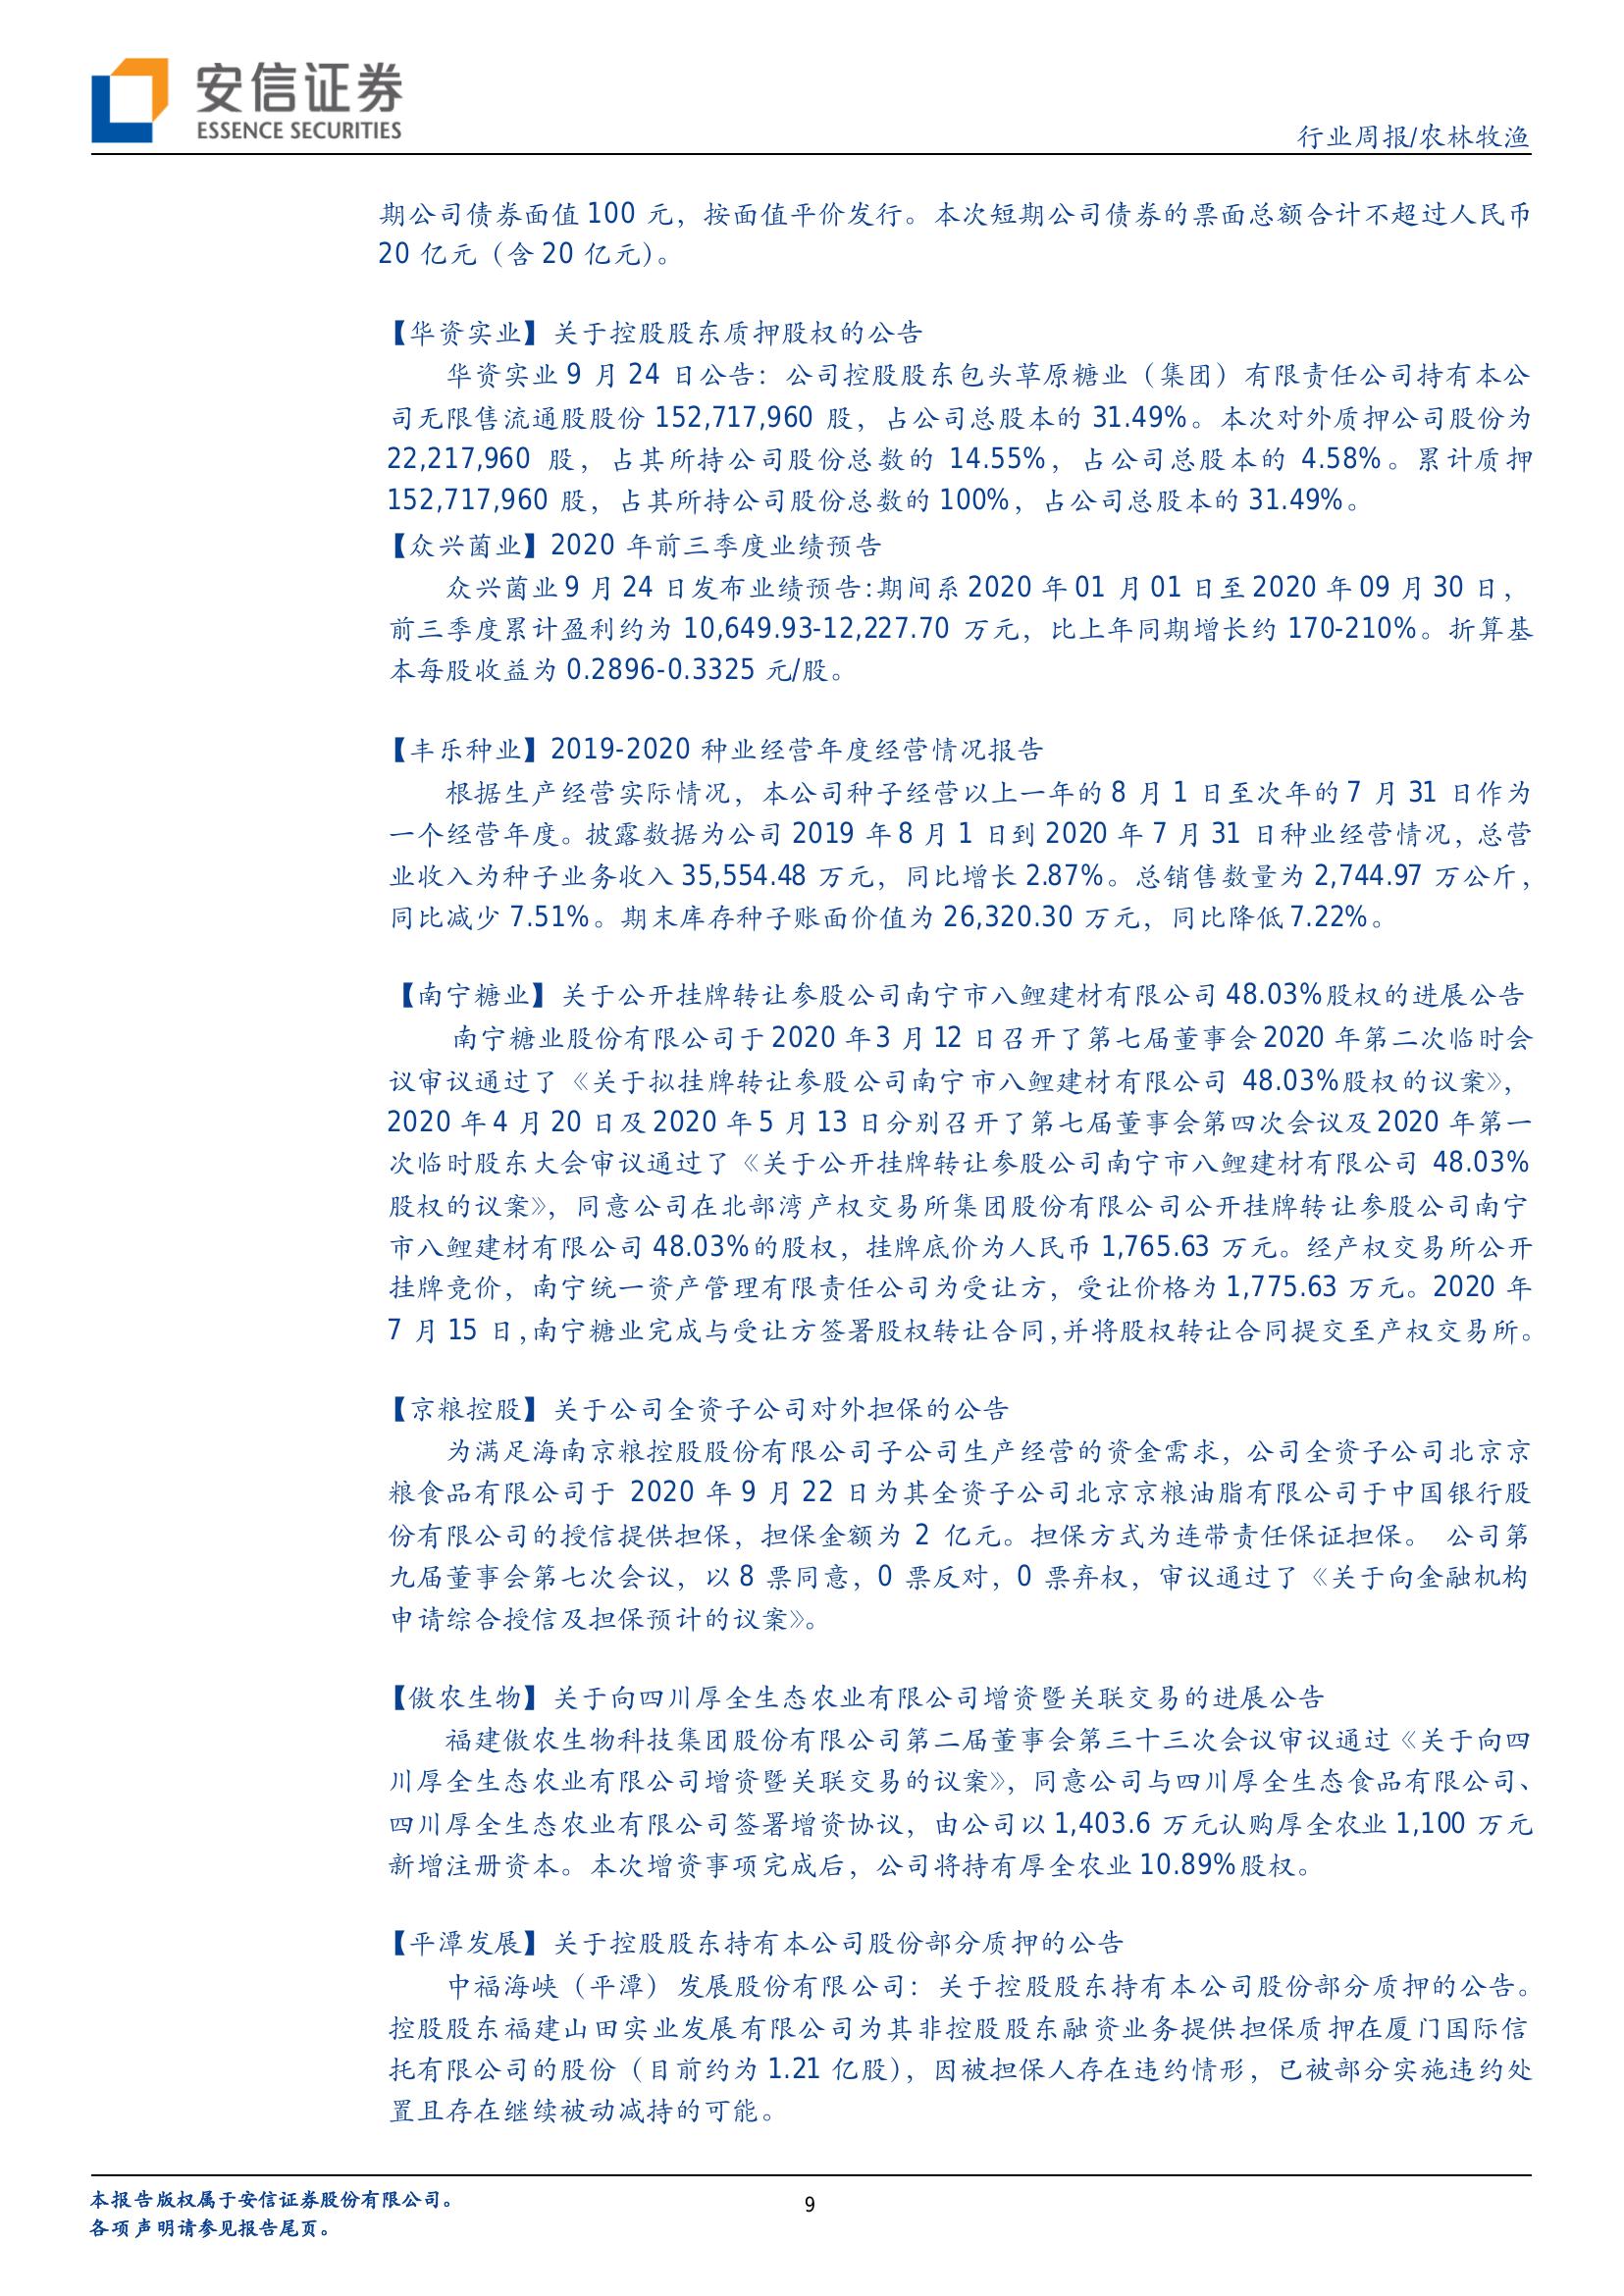 安信证券
ESSENCE SECURITIES
行业周报/农林牧渔
期公司债券面值 100 元，按面值平价发行。本次短期公司债券的票面总额合计不超过人民币
20 亿元（含 20 亿元）。
【华资实业】关于控股股东质押股权的公告
华资实业 9 月 24 日公告：公司控股股东包头草原糖业（集团）有限责任公司持有本公
司无限售流通股股份 152,717,960 股，占公司总股本的 31.49%。本次对外质押公司股份为
22,217,960 股，占其所持公司股份总数的 14.55%，占公司总股本的 4.58%。累计质押
152,717,960 股，占其所持公司股份总数的 100%，占公司总股本的 31.49%。
【众兴菌业】2020 年前三季度业绩预告
众兴菌业 9 月 24 日发布业绩预告:期间系 2020 年 01 月 01 日至 2020 年 09 月 30 日，
前三季度累计盈利约为 10,649.93-12,227.70 万元，比上年同期增长约 170-210%。折算基
本每股收益为 0.2896-0.3325 元/股。
【丰乐种业】2019-2020 种业经营年度经营情况报告
根据生产经营实际情况，本公司种子经营以上一年的 8 月 1 日至次年的 7 月 31 日作为
一个经营年度。披露数据为公司 2019 年 8 月 1 日到 2020 年 7 月 31 日种业经营情况，总营
业收入为种子业务收入 35,554.48 万元，同比增长 2.87%。总销售数量为 2,744.97 万公斤，
同比减少 7.51%。期末库存种子账面价值为 26,320.30 万元，同比降低 7.22%。
【南宁糖业】关于公开挂牌转让参股公司南宁市八鲤建材有限公司 48.03%股权的进展公告
南宁糖业股份有限公司于 2020 年 3 月 12 日召开了第七届董事会 2020 年第二次临时会
议审议通过了《关于拟挂牌转让参股公司南宁市八鲤建材有限公司 48.03%股权的议案》，
2020 年 4 月 20 日及 2020 年 5 月 13 日分别召开了第七届董事会第四次会议及 2020 年第一
次临时股东大会审议通过了《关于公开挂牌转让参股公司南宁市八鲤建材有限公司 48.03%
股权的议案》，同意公司在北部湾产权交易所集团股份有限公司公开挂牌转让参股公司南宁
市八鲤建材有限公司 48.03%的股权，挂牌底价为人民币 1,765.63 万元。经产权交易所公开
挂牌竞价，南宁统一资产管理有限责任公司为受让方，受让价格为 1,775.63 万元。2020 年
7 月 15 日,南宁糖业完成与受让方签署股权转让合同,并将股权转让合同提交至产权交易所。
【京粮控股】关于公司全资子公司对外担保的公告
为满足海南京粮控股股份有限公司子公司生产经营的资金需求，公司全资子公司北京京
粮食品有限公司于 2020 年 9 月 22 日为其全资子公司北京京粮油脂有限公司于中国银行股
份有限公司的授信提供担保，担保金额为 2 亿元。担保方式为连带责任保证担保。 公司第
九届董事会第七次会议，以 8 票同意，0 票反对，0 票弃权，审议通过了《关于向金融机构
申请综合授信及担保预计的议案》。
【傲农生物】关于向四川厚全生态农业有限公司增资暨关联交易的进展公告
福建傲农生物科技集团股份有限公司第二届董事会第三十三次会议审议通过《关于向四
川厚全生态农业有限公司增资暨关联交易的议案》，同意公司与四川厚全生态食品有限公司、
四川厚全生态农业有限公司签署增资协议，由公司以 1,403.6 万元认购厚全农业 1,100 万元
新增注册资本。本次增资事项完成后，公司将持有厚全农业 10.89%股权。
【平潭发展】关于控股股东持有本公司股份部分质押的公告
中福海峡（平潭）发展股份有限公司：关于控股股东持有本公司股份部分质押的公告。
控股股东福建山田实业发展有限公司为其非控股股东融资业务提供担保质押在厦门国际信
托有限公司的股份（目前约为 1.21 亿股），因被担保人存在违约情形，已被部分实施违约处
置且存在继续被动减持的可能。
本报告版权属于安信证券股份有限公司。
各项声明请参见报告尾页。
9